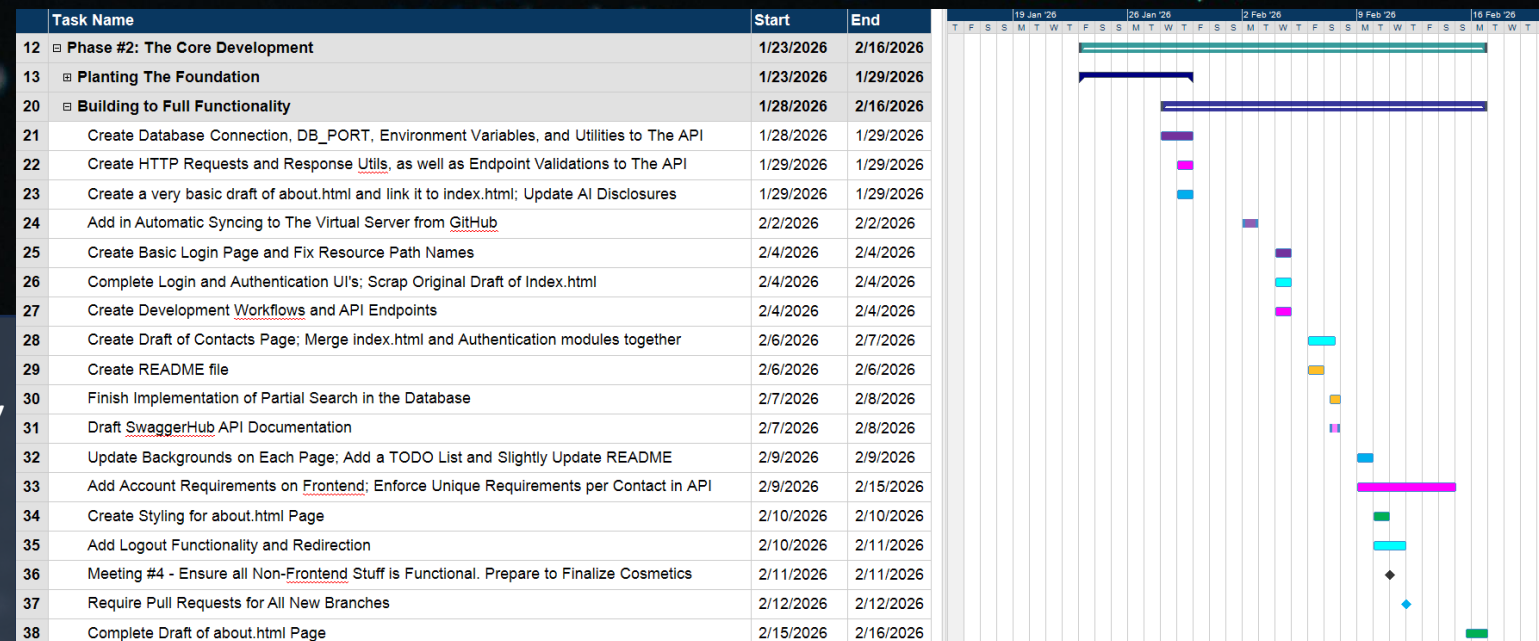 Task Name Start End 19 Jan '26 26 Jan '26 2 Feb '26 9 Feb '26 16 Feb '26
T F S S M T W T F S S M T W T F S S M T W T F S S M T W T F S S M T W T
12 Phase #2: The Core Development 1/23/2026 2/16/2026
13 Planting The Foundation 1/23/2026 1/29/2026
20 Building to Full Functionality 1/28/2026 2/16/2026
21 Create Database Connection, DB_PORT, Environment Variables, and Utilities to The API 1/28/2026 1/29/2026
22 Create HTTP Requests and Response Utils, as well as Endpoint Validations to The API 1/29/2026 1/29/2026
23 Create a very basic draft of about.html and link it to index.html; Update AI Disclosures 1/29/2026 1/29/2026
24 Add in Automatic Syncing to The Virtual Server from GitHub 2/2/2026 2/2/2026
25 Create Basic Login Page and Fix Resource Path Names 2/4/2026 2/4/2026
26 Complete Login and Authentication UI's; Scrap Original Draft of Index.html 2/4/2026 2/4/2026
27 Create Development Workflows and API Endpoints 2/4/2026 2/4/2026
28 Create Draft of Contacts Page; Merge index.html and Authentication modules together 2/6/2026 2/7/2026
29 Create README file 2/6/2026 2/6/2026
30 Finish Implementation of Partial Search in the Database 2/7/2026 2/8/2026
31 Draft SwaggerHub API Documentation 2/7/2026 2/8/2026
32 Update Backgrounds on Each Page; Add a TODO List and Slightly Update README 2/9/2026 2/9/2026
33 Add Account Requirements on Frontend; Enforce Unique Requirements per Contact in API 2/9/2026 2/15/2026
34 Create Styling for about.html Page 2/10/2026 2/10/2026
35 Add Logout Functionality and Redirection 2/10/2026 2/11/2026
36 Meeting #4 - Ensure all Non-Frontend Stuff is Functional. Prepare to Finalize Cosmetics 2/11/2026 2/11/2026
37 Require Pull Requests for All New Branches 2/12/2026 2/12/2026
38 Complete Draft of about.html Page 2/15/2026 2/16/2026